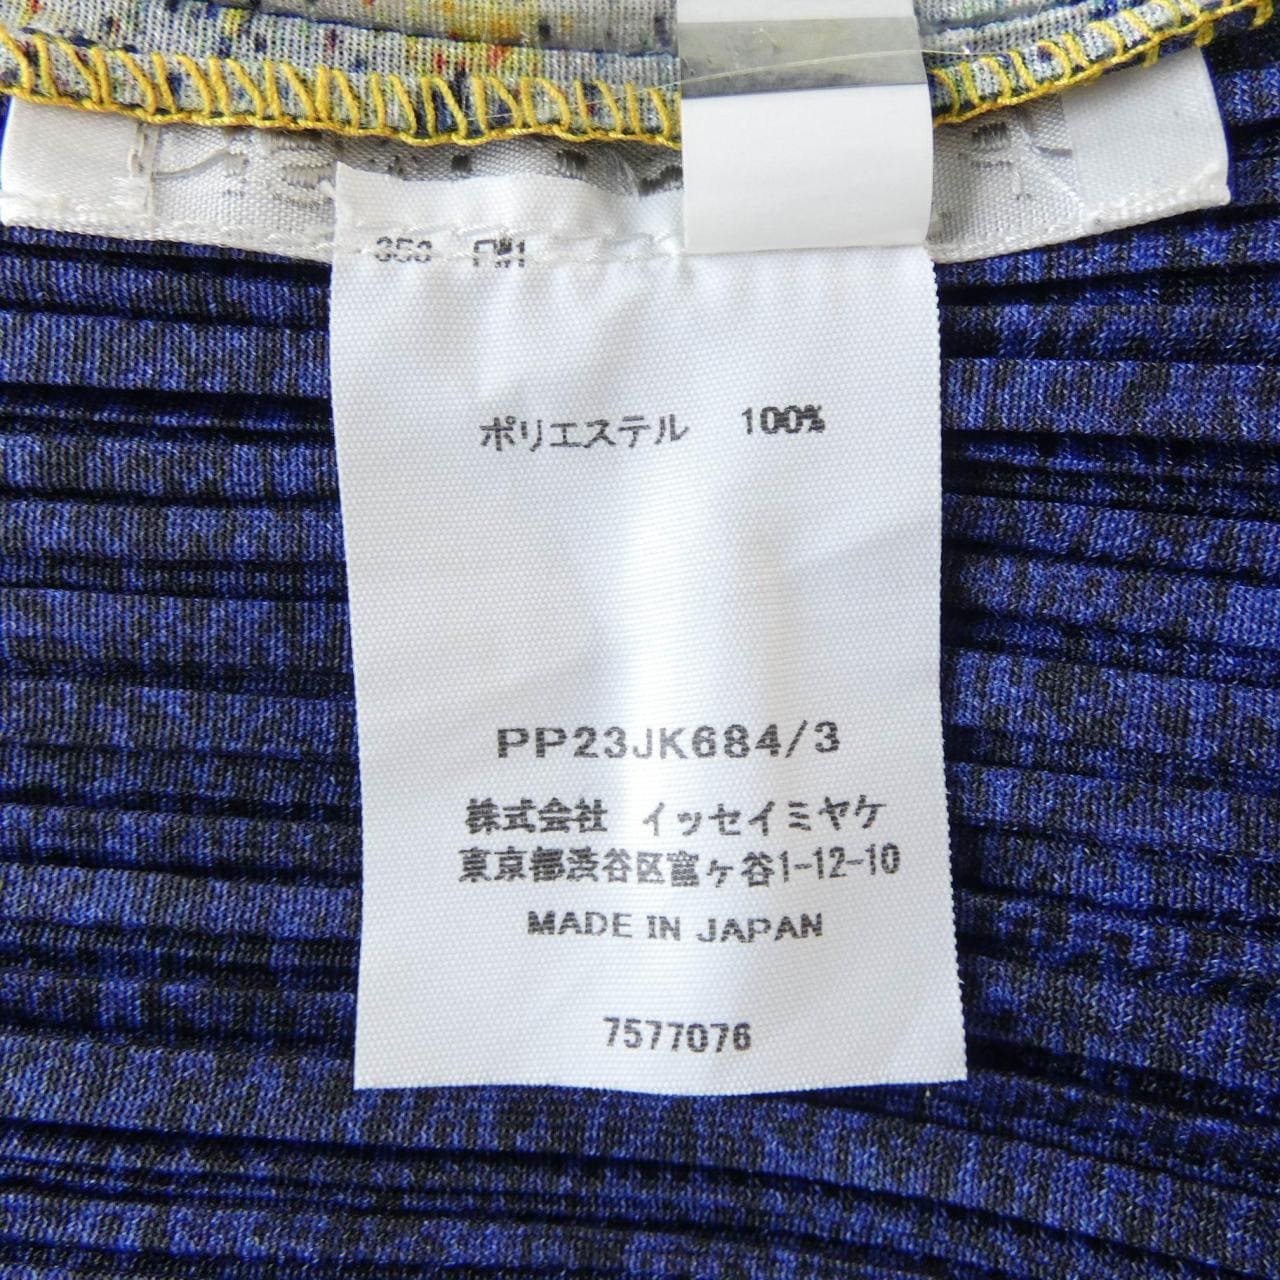 ポリエステル 100%
PP23JK684/3
株式会社 イッセイミヤケ
東京都渋谷区富ヶ谷1-12-10
MADE IN JAPAN
7577076